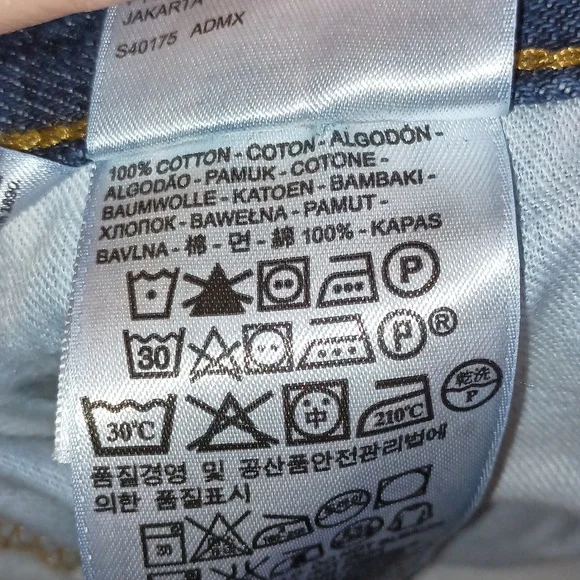 JAKARTA
S40175 ADMX
100% COTTON - COTON - ALGODÓN -
ALGODÃO - PAMUK - COTONE -
BAUMWOLLE - KATOEN - BAMBAKI -
ХЛОПОК - BAWEŁNA - PAMUT -
BAVLNA - 棉 - 면 - 綿 100% - KAPAS
P
30 P ®
30℃ 中 210℃ 乾洗 P
품질경영 및 공산품안전관리법에
의한 품질표시
30